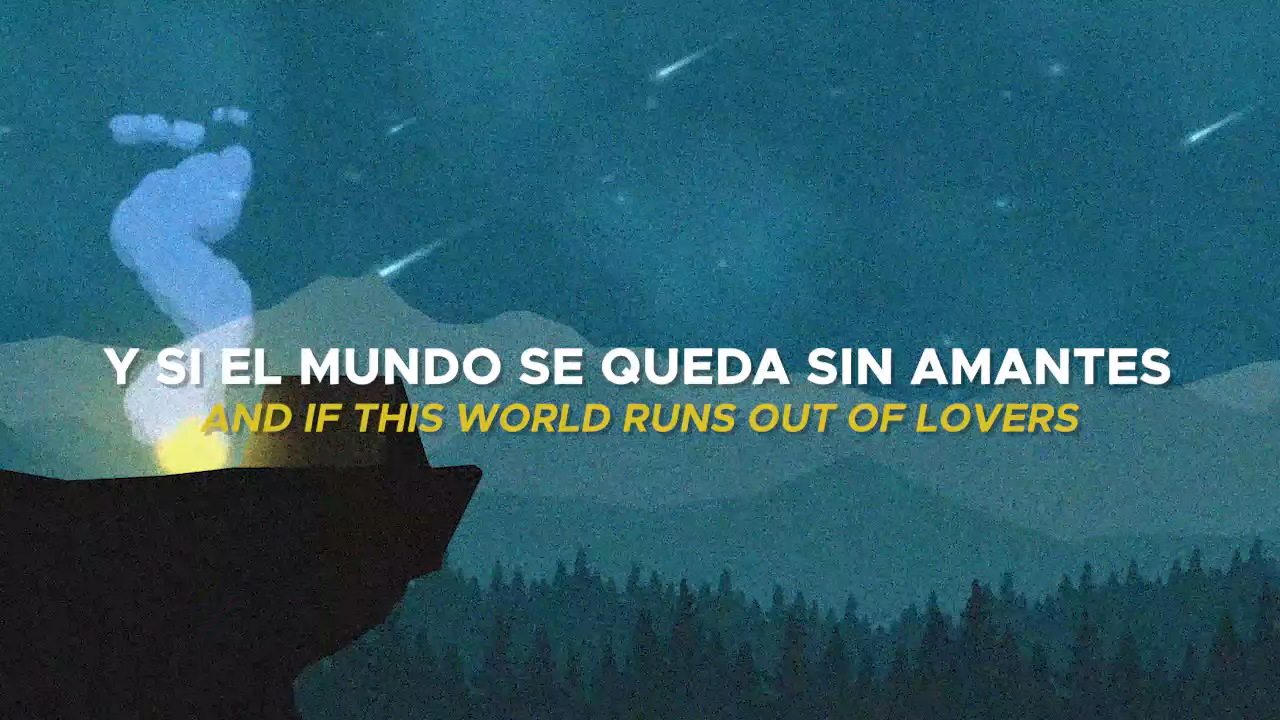 Y SI EL MUNDO SE QUEDA SIN AMANTES
AND IF THIS WORLD RUNS OUT OF LOVERS